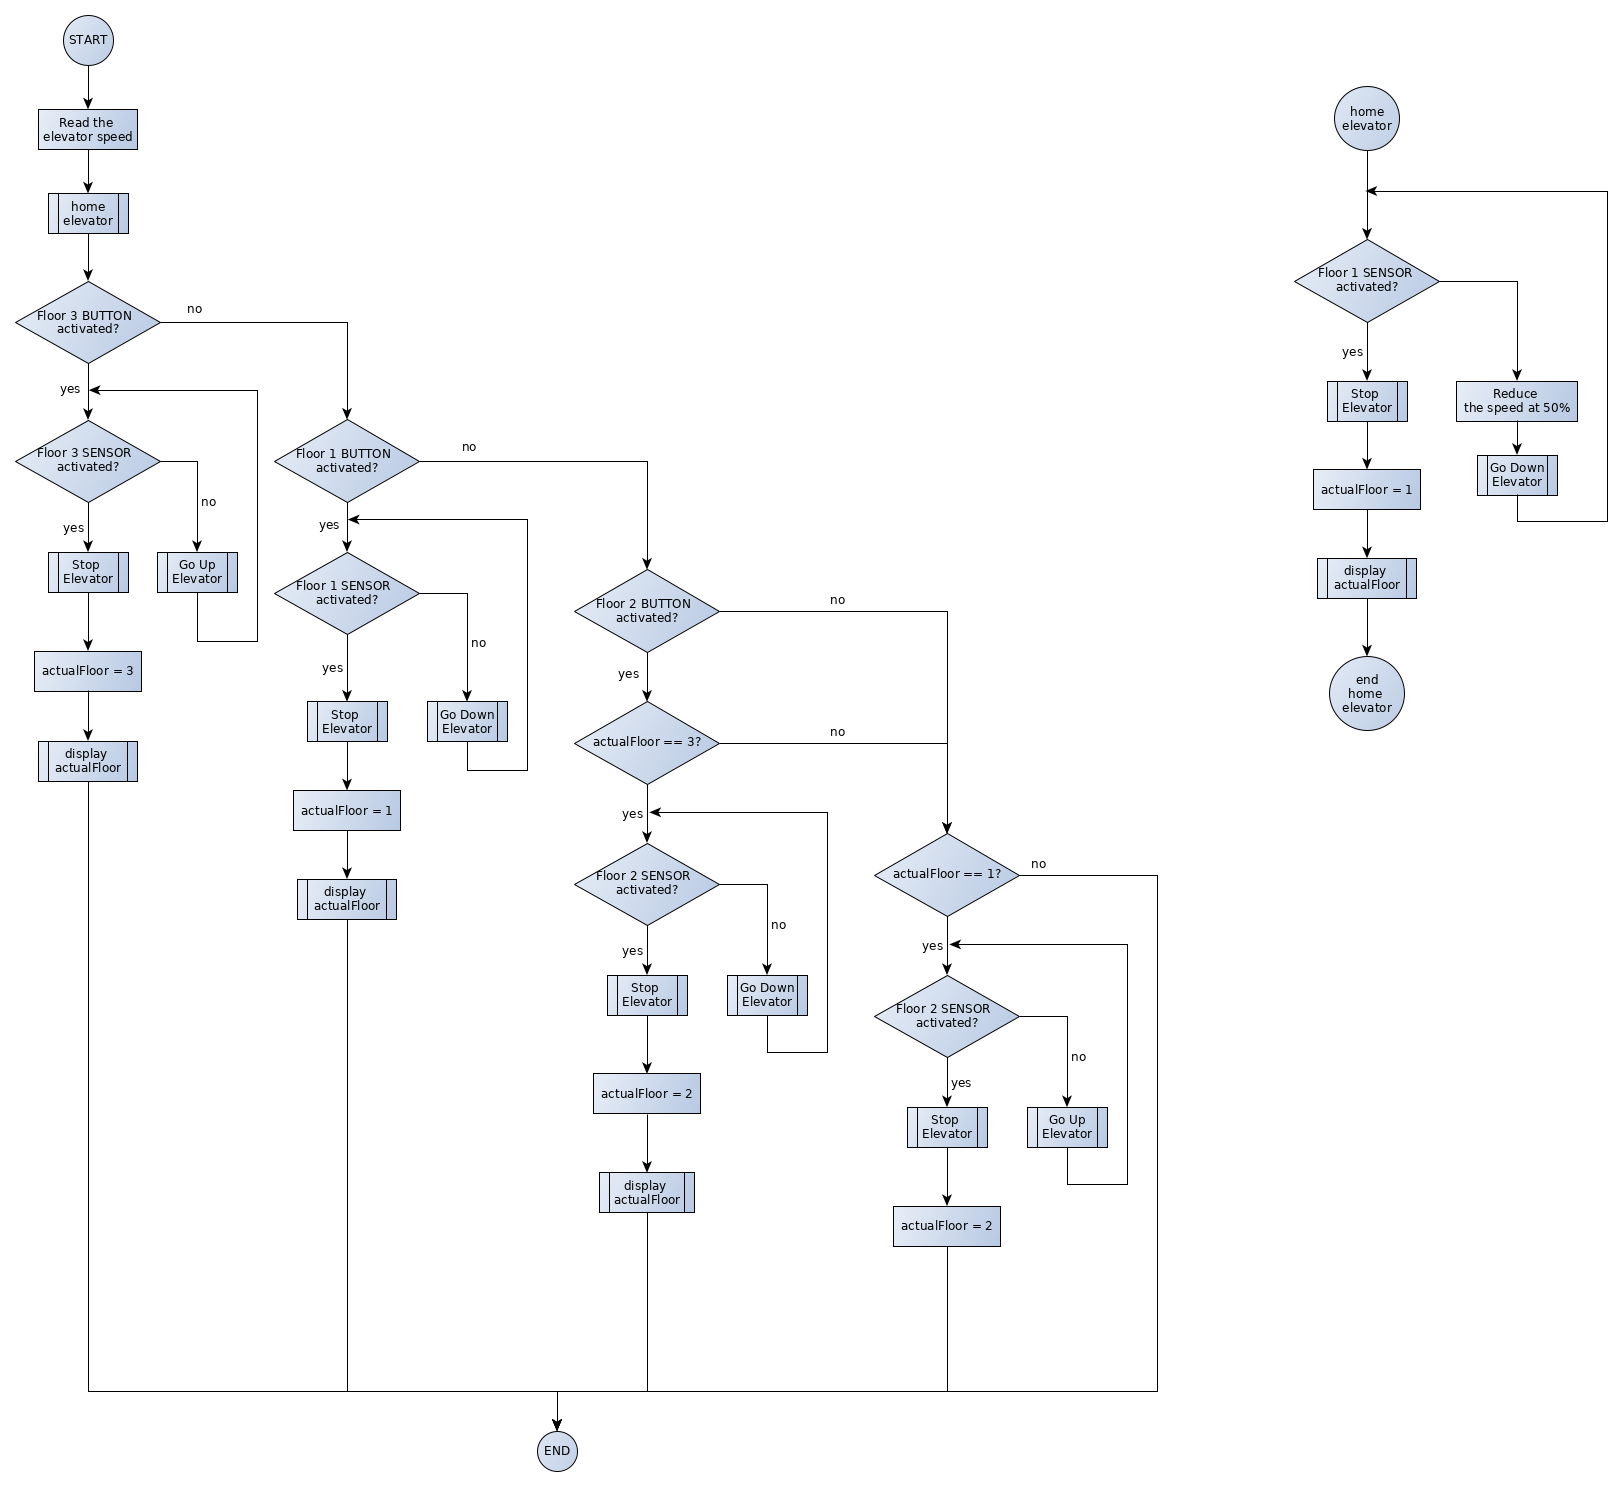 START
Read the
elevator speed
home
elevator
Floor 3 BUTTON
activated?
no
yes
Floor 3 SENSOR
activated?
no
yes
Stop
Elevator
Go Up
Elevator
actualFloor = 3
display
actualFloor
Floor 1 BUTTON
activated?
no
yes
Floor 1 SENSOR
activated?
no
yes
Stop
Elevator
Go Down
Elevator
actualFloor = 1
display
actualFloor
Floor 2 BUTTON
activated?
no
yes
actualFloor == 3?
no
yes
Floor 2 SENSOR
activated?
no
yes
Stop
Elevator
Go Down
Elevator
actualFloor = 2
display
actualFloor
actualFloor == 1?
no
yes
Floor 2 SENSOR
activated?
no
yes
Stop
Elevator
Go Up
Elevator
actualFloor = 2
END
home
elevator
Floor 1 SENSOR
activated?
yes
Stop
Elevator
Reduce
the speed at 50%
Go Down
Elevator
actualFloor = 1
display
actualFloor
end
home
elevator